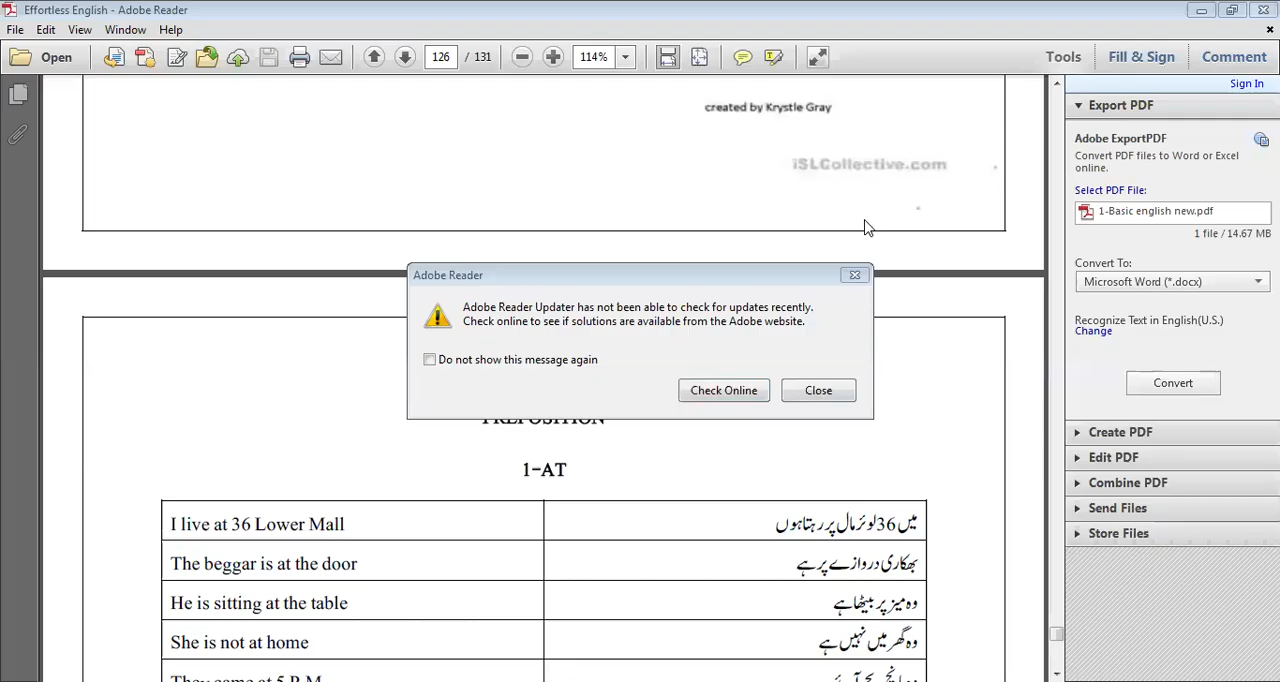 Effortless English - Adobe Reader
File Edit View Window Help
Open 126 / 131 114% Tools Fill & Sign Comment
Sign In
created by Krystle Gray
iSLCollective.com
Export PDF
Adobe ExportPDF
Convert PDF files to Word or Excel
online.
Select PDF File:
1-Basic english new.pdf
1 file / 14.67 MB
Convert To:
Microsoft Word (*.docx)
Recognize Text in English(U.S.)
Change
Convert
Create PDF
Edit PDF
Combine PDF
Send Files
Store Files
Adobe Reader
Adobe Reader Updater has not been able to check for updates recently.
Check online to see if solutions are available from the Adobe website.
Do not show this message again
Check Online Close
PREPOSITION
1-AT
I live at 36 Lower Mall میں 36 لوئر مال پر رہتا ہوں
The beggar is at the door بھکاری دروازے پر ہے
He is sitting at the table وہ میز پر بیٹھا ہے
She is not at home وہ گھر میں نہیں ہے
They came at 5 P.M